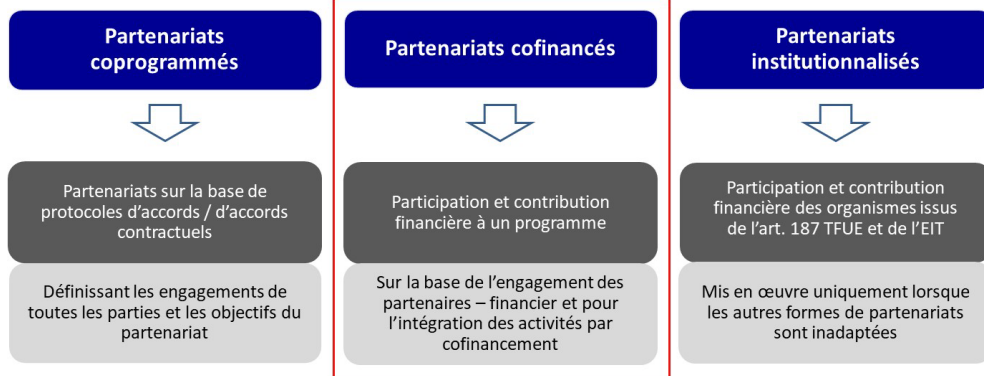 Partenariats
coprogrammés
Partenariats sur la base de
protocoles d’accords / d’accords
contractuels
Définissant les engagements de
toutes les parties et les objectifs du
partenariat
Partenariats cofinancés
Participation et contribution
financière à un programme
Sur la base de l’engagement des
partenaires – financier et pour
l’intégration des activités par
cofinancement
Partenariats
institutionnalisés
Participation et contribution
financière des organismes issus
de l’art. 187 TFUE et de l’EIT
Mis en œuvre uniquement lorsque
les autres formes de partenariats
sont inadaptées